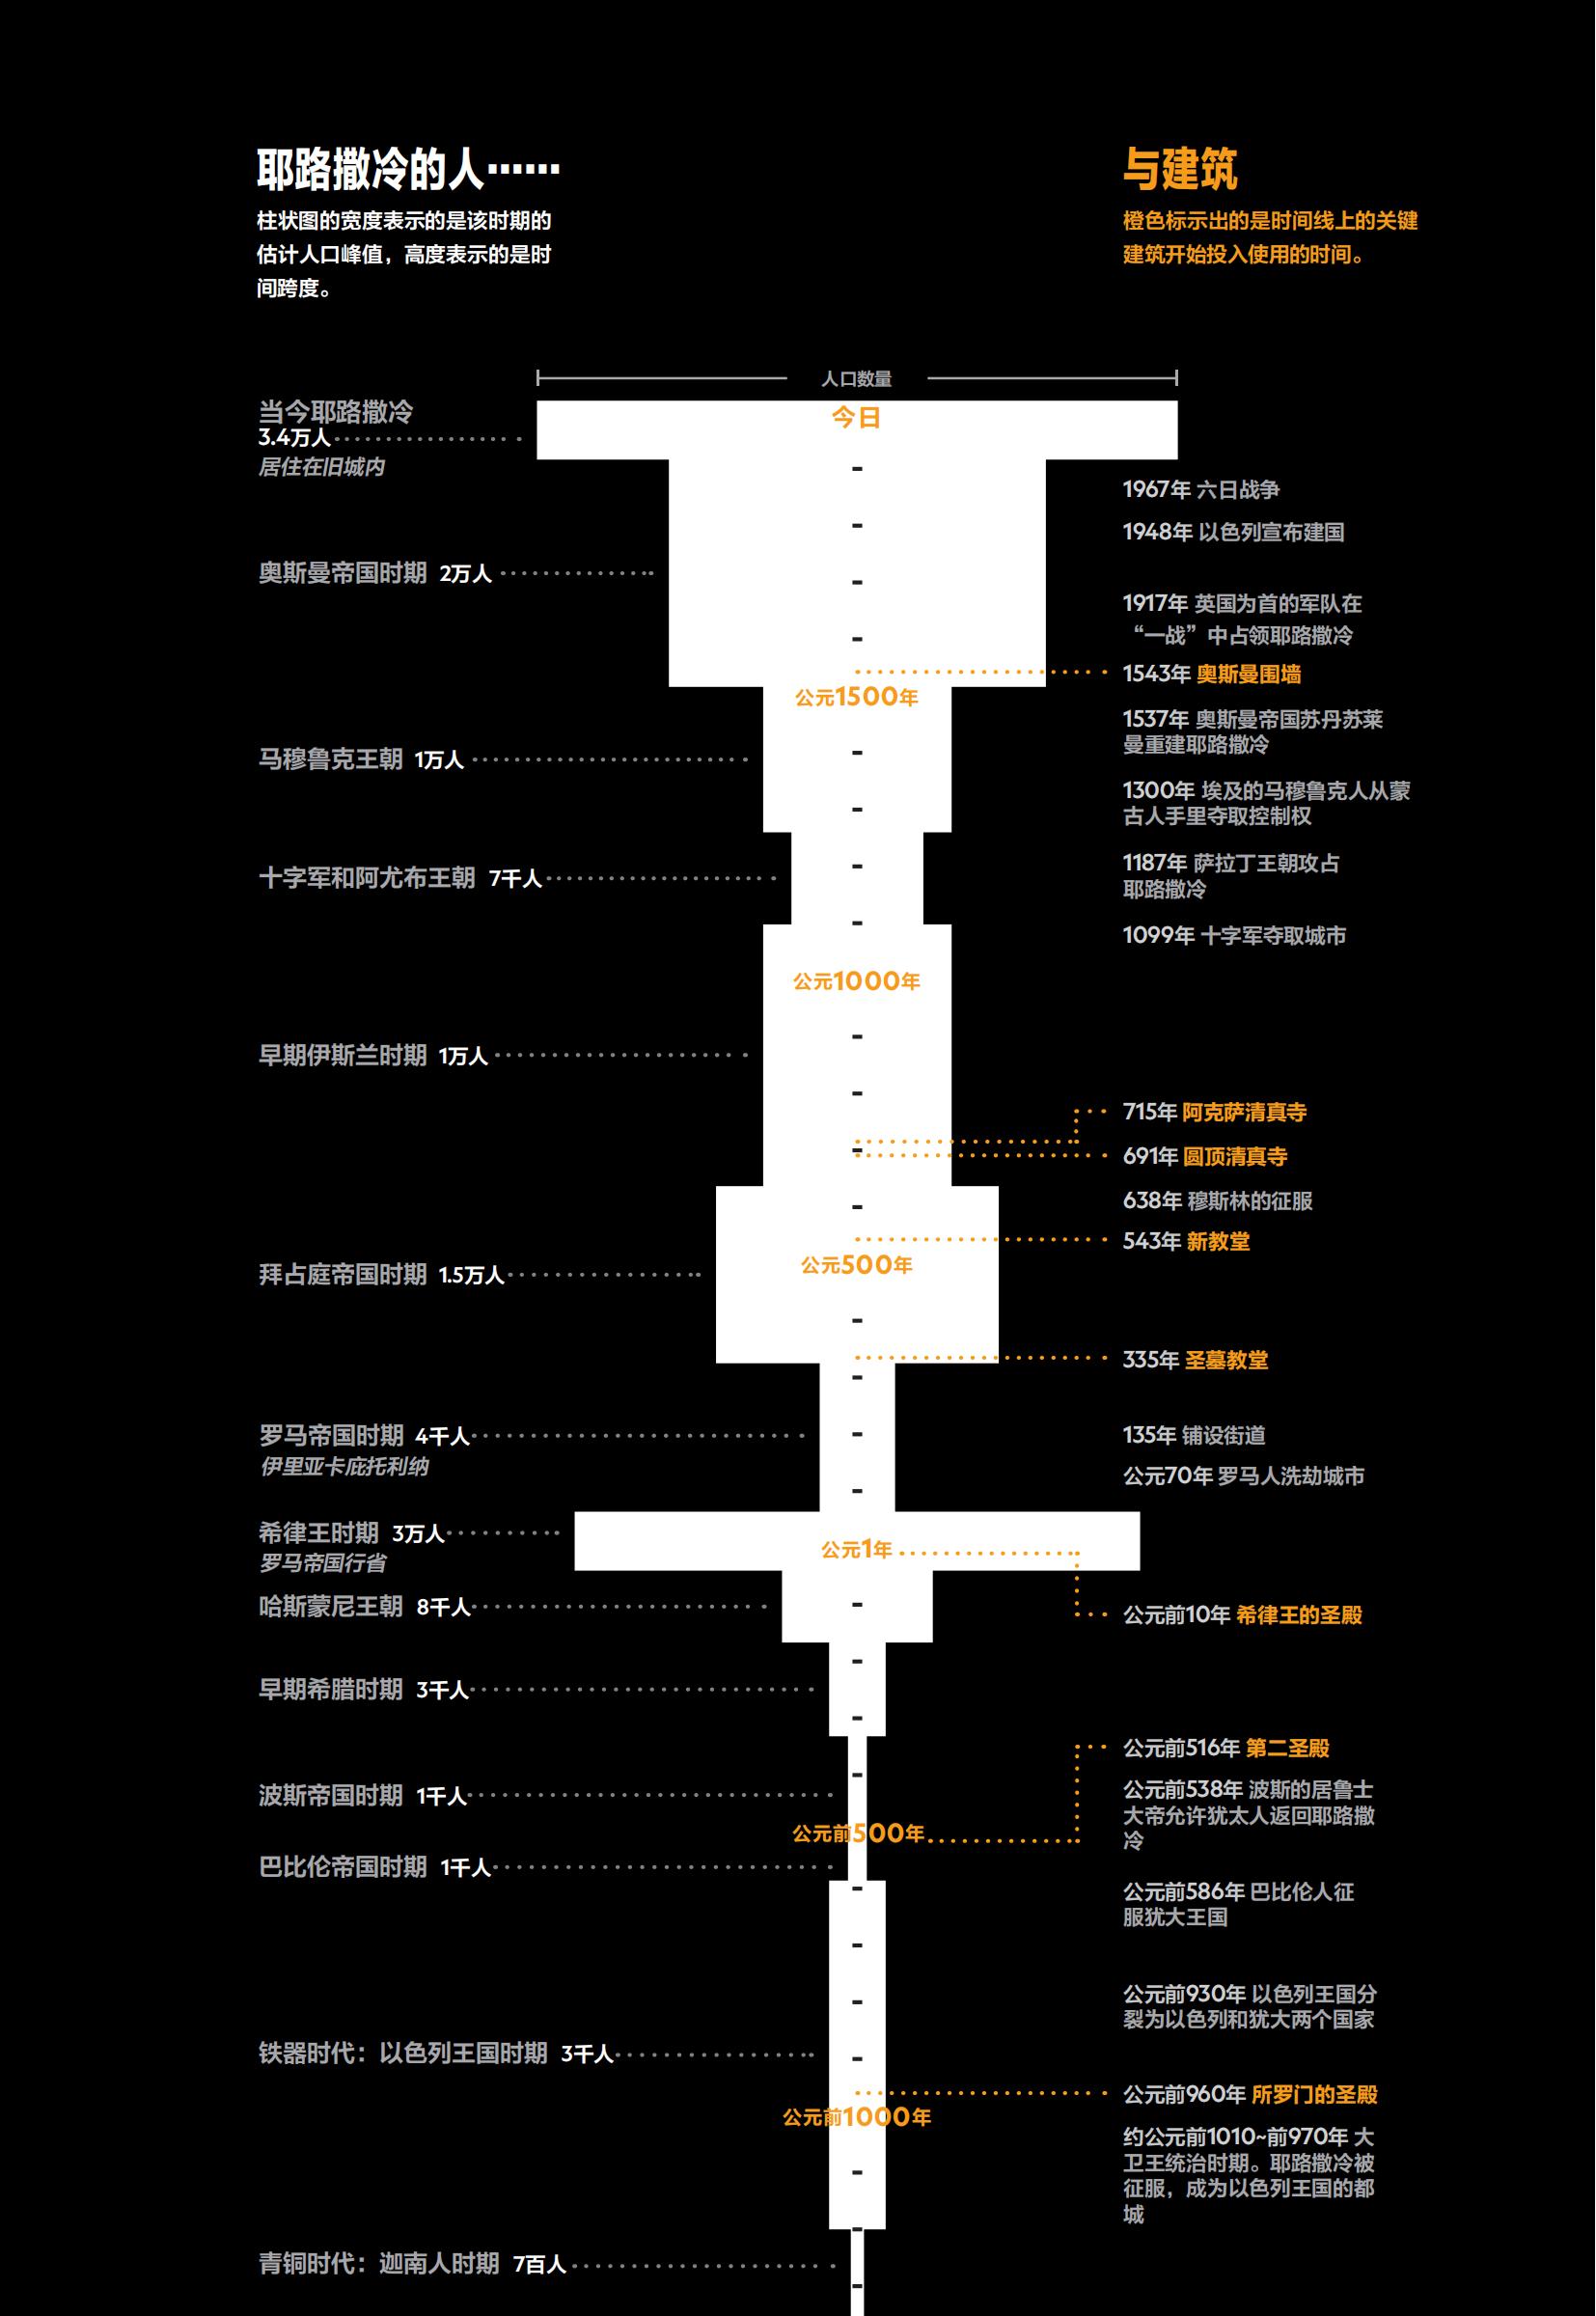 耶路撒冷的人……
柱状图的宽度表示的是该时期的
估计人口峰值，高度表示的是时
间跨度。
与建筑
橙色标示出的是时间线上的关键
建筑开始投入使用的时间。
人口数量
今日
当今耶路撒冷
3.4万人
居住在旧城内
1967年 六日战争
1948年 以色列宣布建国
奥斯曼帝国时期 2万人
1917年 英国为首的军队在
“一战”中占领耶路撒冷
1543年 奥斯曼围墙
公元1500年
1537年 奥斯曼帝国苏丹苏莱
曼重建耶路撒冷
马穆鲁克王朝 1万人
1300年 埃及的马穆鲁克人从蒙
古人手里夺取控制权
1187年 萨拉丁王朝攻占
耶路撒冷
十字军和阿尤布王朝 7千人
1099年 十字军夺取城市
公元1000年
早期伊斯兰时期 1万人
715年 阿克萨清真寺
691年 圆顶清真寺
638年 穆斯林的征服
543年 新教堂
公元500年
拜占庭帝国时期 1.5万人
335年 圣墓教堂
罗马帝国时期 4千人
伊里亚卡庇托利纳
135年 铺设街道
公元70年 罗马人洗劫城市
希律王时期 3万人
罗马帝国行省
公元1年
哈斯蒙尼王朝 8千人
公元前10年 希律王的圣殿
早期希腊时期 3千人
公元前516年 第二圣殿
公元前538年 波斯的居鲁士
大帝允许犹太人返回耶路撒
冷
波斯帝国时期 1千人
公元前500年
巴比伦帝国时期 1千人
公元前586年 巴比伦人征
服犹大王国
公元前930年 以色列王国分
裂为以色列和犹大两个国家
铁器时代：以色列王国时期 3千人
公元前960年 所罗门的圣殿
公元前1000年
约公元前1010~前970年 大
卫王统治时期。耶路撒冷被
征服，成为以色列王国的都
城
青铜时代：迦南人时期 7百人